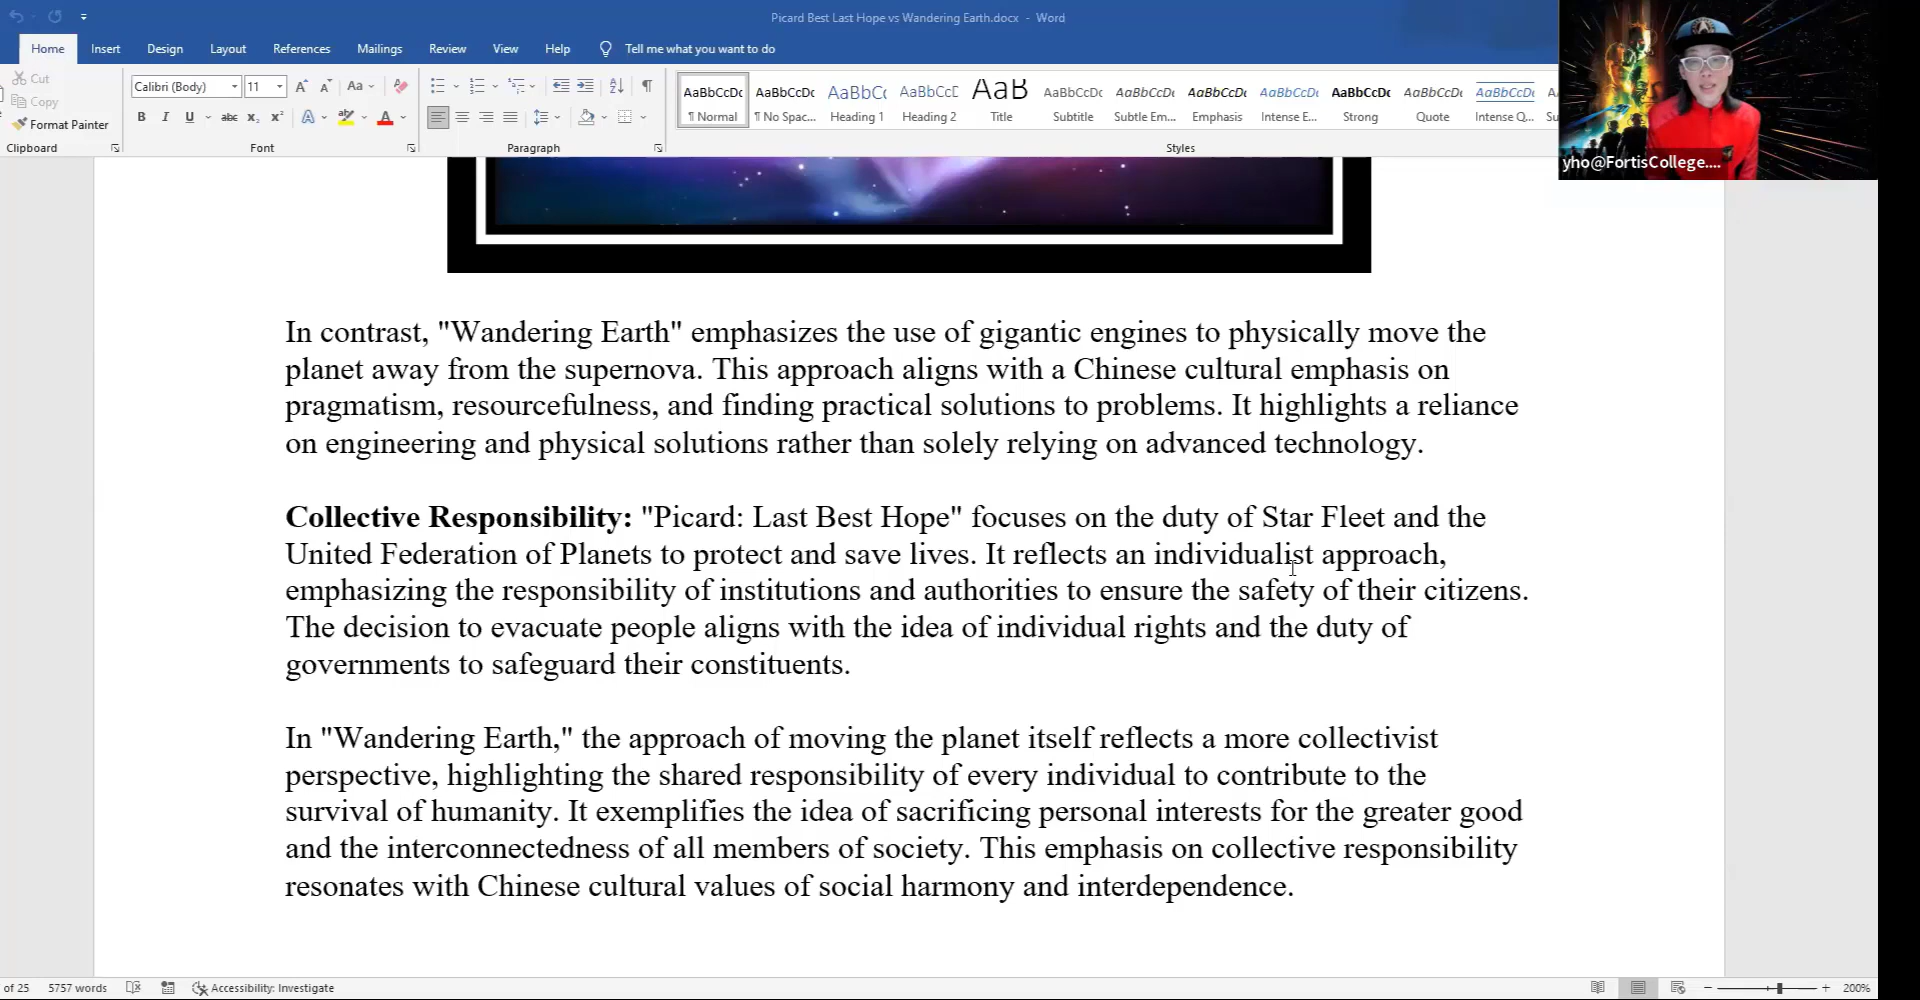 Picard Best Last Hope vs Wandering Earth.docx - Word
Home Insert Design Layout References Mailings Review View Help Tell me what you want to do
Cut
Copy
Format Painter
Clipboard
Calibri (Body) 11
Font
Paragraph
AaBbCcDc AaBbCcDc AaBbCc AaBbCcD AaB AaBbCcDc AaBbCcDc AaBbCcDc AaBbCcDc AaBbCcDc AaBbCcDc AaBbCcDc
¶ Normal ¶ No Spac... Heading 1 Heading 2 Title Subtitle Subtle Em... Emphasis Intense E... Strong Quote Intense Q...
Styles
yho@FortisCollege....
In contrast, "Wandering Earth" emphasizes the use of gigantic engines to physically move the
planet away from the supernova. This approach aligns with a Chinese cultural emphasis on
pragmatism, resourcefulness, and finding practical solutions to problems. It highlights a reliance
on engineering and physical solutions rather than solely relying on advanced technology.
Collective Responsibility: "Picard: Last Best Hope" focuses on the duty of Star Fleet and the
United Federation of Planets to protect and save lives. It reflects an individualist approach,
emphasizing the responsibility of institutions and authorities to ensure the safety of their citizens.
The decision to evacuate people aligns with the idea of individual rights and the duty of
governments to safeguard their constituents.
In "Wandering Earth," the approach of moving the planet itself reflects a more collectivist
perspective, highlighting the shared responsibility of every individual to contribute to the
survival of humanity. It exemplifies the idea of sacrificing personal interests for the greater good
and the interconnectedness of all members of society. This emphasis on collective responsibility
resonates with Chinese cultural values of social harmony and interdependence.
of 25 5757 words Accessibility: Investigate 200%